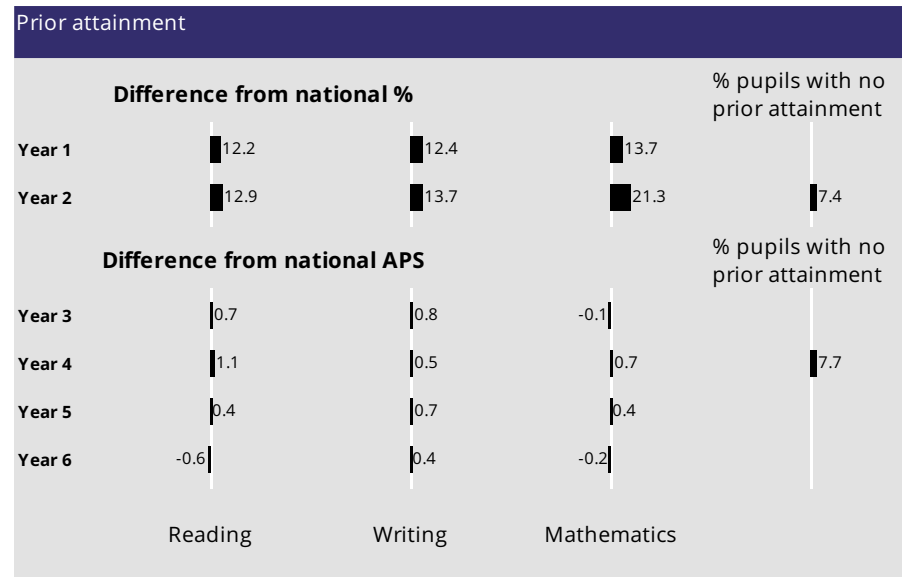 Prior attainment
Difference from national %
% pupils with no
prior attainment
Year 1 12.2 12.4 13.7
Year 2 12.9 13.7 21.3 7.4
Difference from national APS
% pupils with no
prior attainment
Year 3 0.7 0.8 -0.1
Year 4 1.1 0.5 0.7 7.7
Year 5 0.4 0.7 0.4
Year 6 -0.6 0.4 -0.2
Reading Writing Mathematics